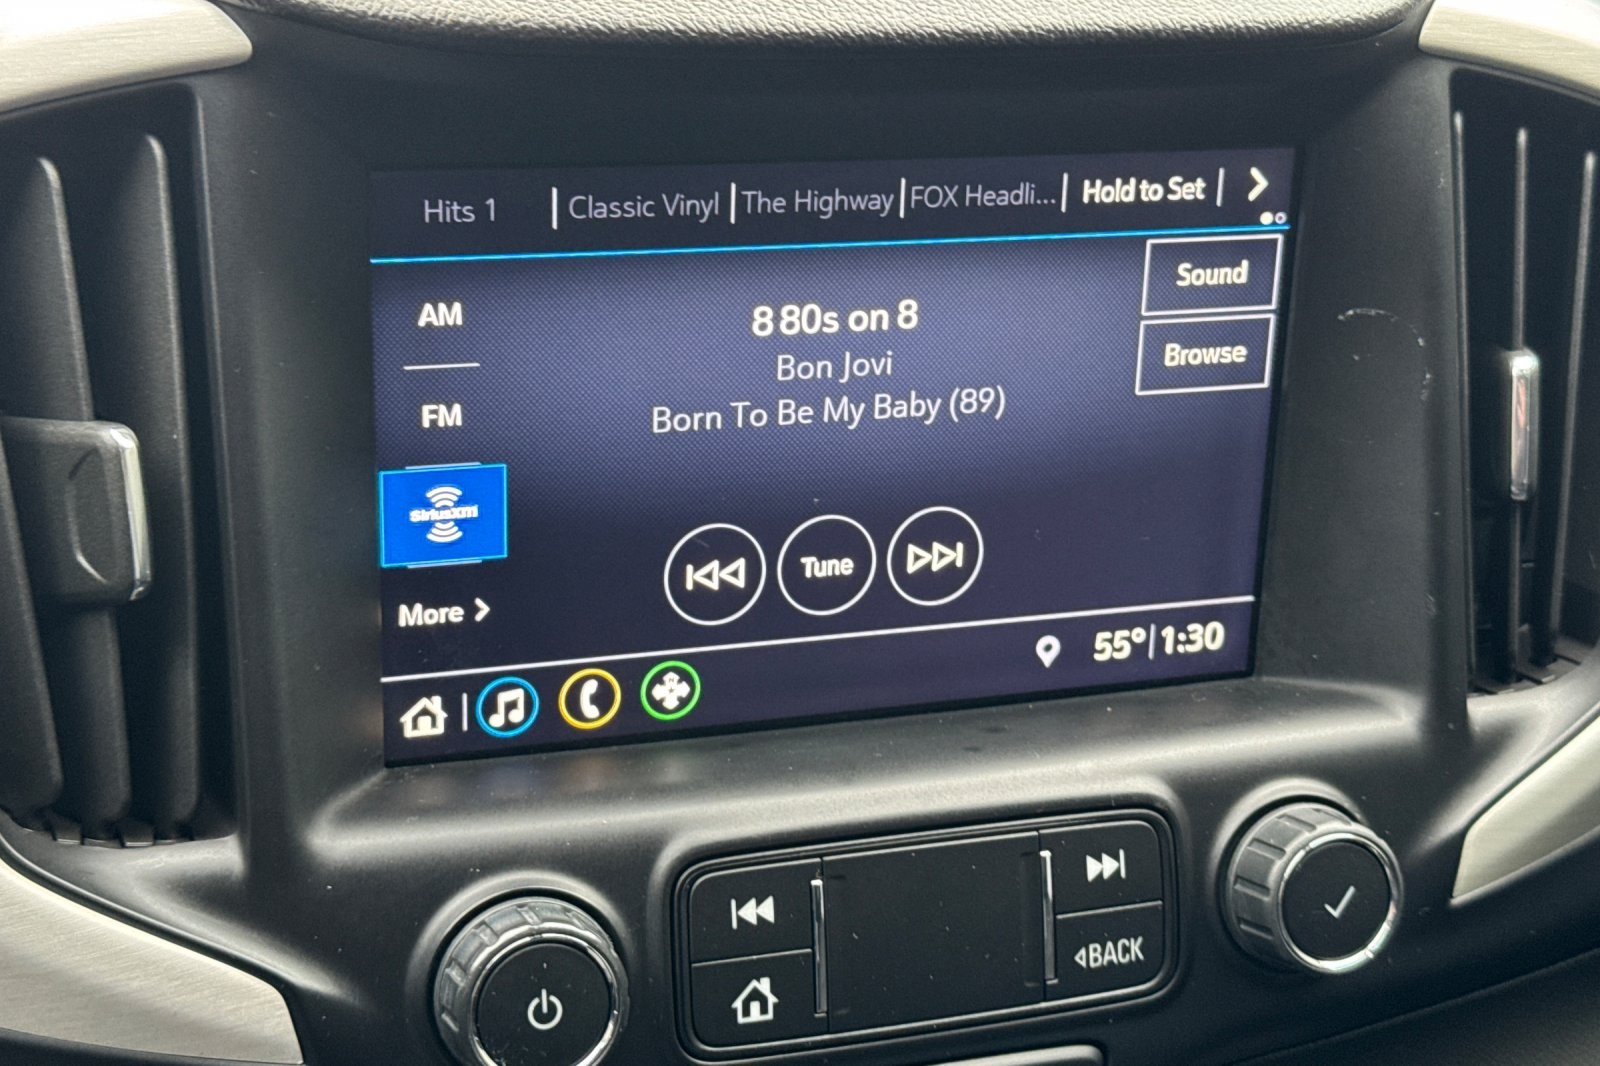 Hits 1 | Classic Vinyl | The Highway | FOX Headli... | Hold to Set |
Sound
AM
8 80s on 8
Bon Jovi
Browse
FM
Born To Be My Baby (89)
SiriusXM
Tune
More
55° | 1:30
BACK